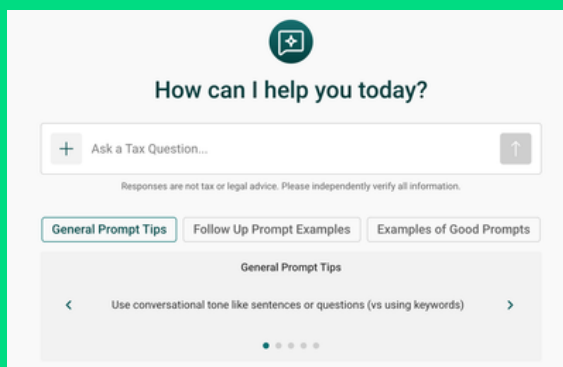 How can I help you today?
Ask a Tax Question...
Responses are not tax or legal advice. Please independently verify all information.
General Prompt Tips
Follow Up Prompt Examples
Examples of Good Prompts
General Prompt Tips
Use conversational tone like sentences or questions (vs using keywords)